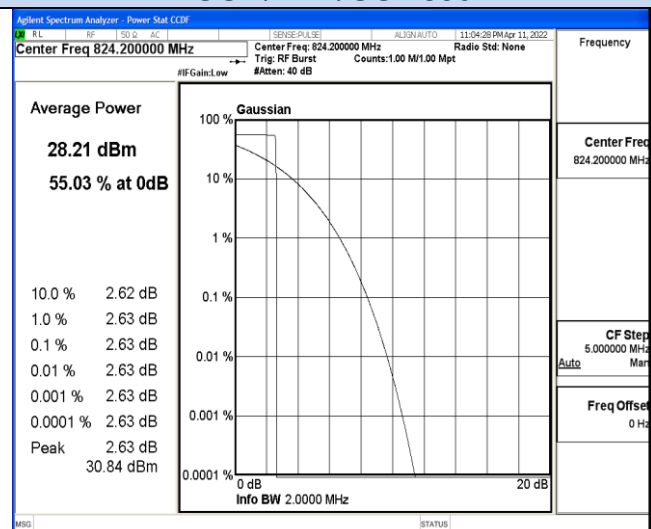 Agilent Spectrum Analyzer - Power Stat CCDF
RL RF 50 Ω AC SENSE:PULSE ALIGN AUTO 11:04:28 PM Apr 11, 2022
Center Freq 824.200000 MHz
Center Freq: 824.200000 MHz Radio Std: None
Trig: RF Burst Counts:1.00 M/1.00 Mpt
#IFGain:Low #Atten: 40 dB
Frequency
Average Power
28.21 dBm
55.03 % at 0dB
10.0 % 2.62 dB
1.0 % 2.63 dB
0.1 % 2.63 dB
0.01 % 2.63 dB
0.001 % 2.63 dB
0.0001 % 2.63 dB
Peak 2.63 dB
30.84 dBm
Gaussian
100 %
10 %
1 %
0.1 %
0.01 %
0.001 %
0.0001 %
0 dB 20 dB
Info BW 2.0000 MHz
Center Freq
824.200000 MHz
CF Step
5.000000 MHz
Auto Man
Freq Offset
0 Hz
MSG STATUS